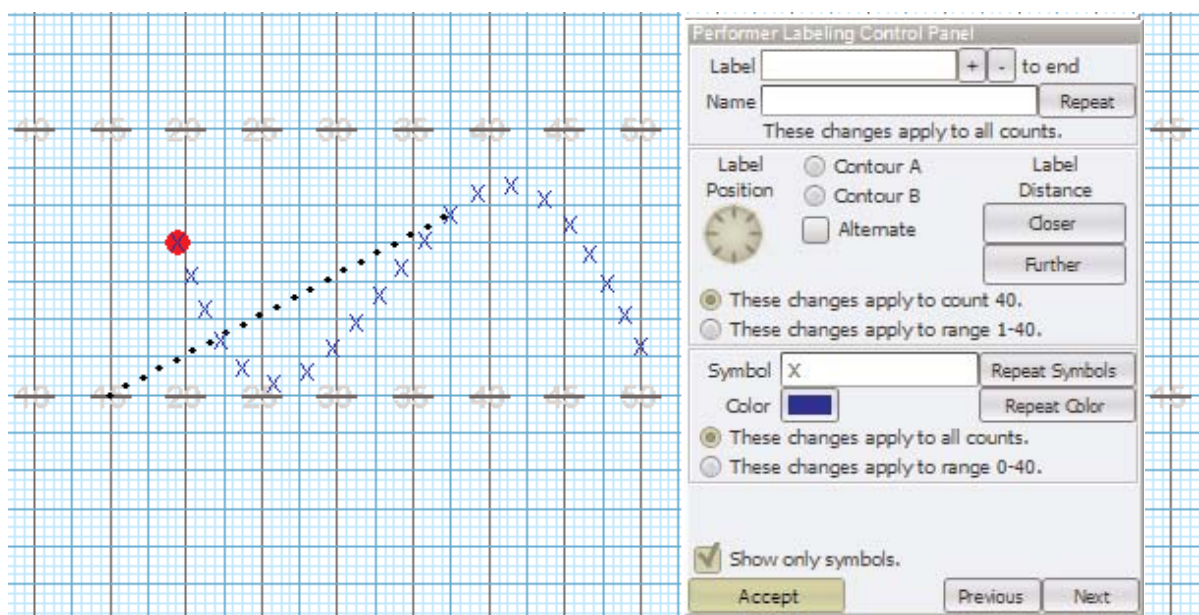 10 15 20 25 30 35 40 45 50 45
10 15 20 25 30 35 40 45 50 45
Performer Labeling Control Panel
Label + - to end
Name Repeat
These changes apply to all counts.
Label Position
Contour A
Contour B
Alternate
Label Distance
Closer
Further
These changes apply to count 40.
These changes apply to range 1-40.
Symbol X Repeat Symbols
Color Repeat Color
These changes apply to all counts.
These changes apply to range 0-40.
Show only symbols.
Accept Previous Next